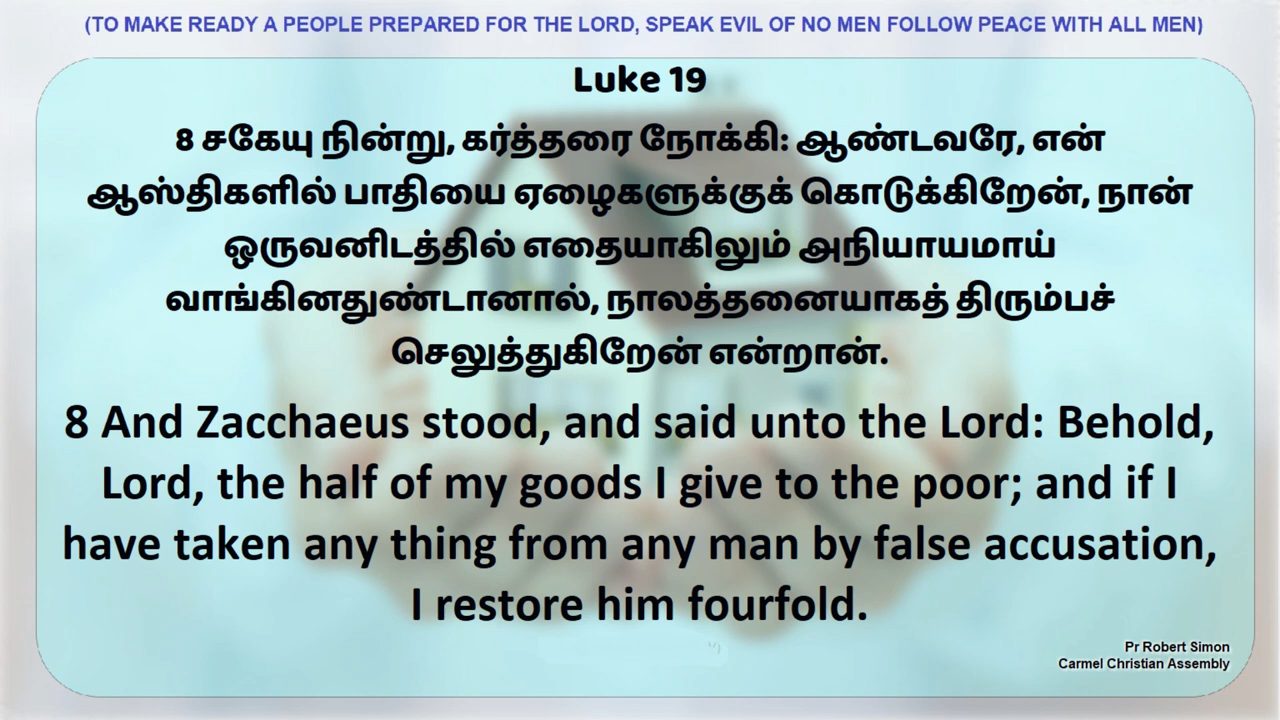 (TO MAKE READY A PEOPLE PREPARED FOR THE LORD, SPEAK EVIL OF NO MEN FOLLOW PEACE WITH ALL MEN)
Luke 19
8 சகேயு நின்று, கர்த்தரை நோக்கி: ஆண்டவரே, என்
ஆஸ்திகளில் பாதியை ஏழைகளுக்குக் கொடுக்கிறேன், நான்
ஒருவனிடத்தில் எதையாகிலும் அநியாயமாய்
வாங்கினதுண்டானால், நாலத்தனையாகத் திரும்பச்
செலுத்துகிறேன் என்றான்.
8 And Zacchaeus stood, and said unto the Lord: Behold,
Lord, the half of my goods I give to the poor; and if I
have taken any thing from any man by false accusation,
I restore him fourfold.
Pr Robert Simon
Carmel Christian Assembly